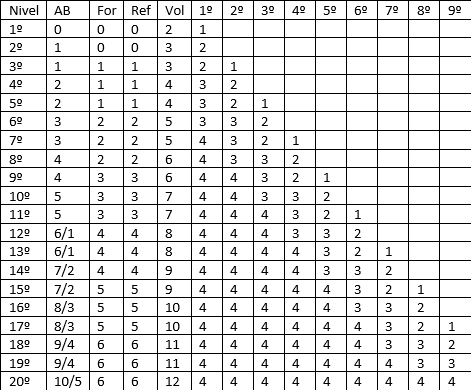 Nivel AB For Ref Vol 1º 2º 3º 4º 5º 6º 7º 8º 9º
1º 0 0 0 2 1
2º 1 0 0 3 2
3º 1 1 1 3 2 1
4º 2 1 1 4 3 2
5º 2 1 1 4 3 2 1
6º 3 2 2 5 3 3 2
7º 3 2 2 5 4 3 2 1
8º 4 2 2 6 4 3 3 2
9º 4 3 3 6 4 4 3 2 1
10º 5 3 3 7 4 4 3 3 2
11º 5 3 3 7 4 4 4 3 2 1
12º 6/1 4 4 8 4 4 4 3 3 2
13º 6/1 4 4 8 4 4 4 4 3 2 1
14º 7/2 4 4 9 4 4 4 4 3 3 2
15º 7/2 5 5 9 4 4 4 4 4 3 2 1
16º 8/3 5 5 10 4 4 4 4 4 3 3 2
17º 8/3 5 5 10 4 4 4 4 4 4 3 2 1
18º 9/4 6 6 11 4 4 4 4 4 4 3 3 2
19º 9/4 6 6 11 4 4 4 4 4 4 4 3 3
20º 10/5 6 6 12 4 4 4 4 4 4 4 4 4